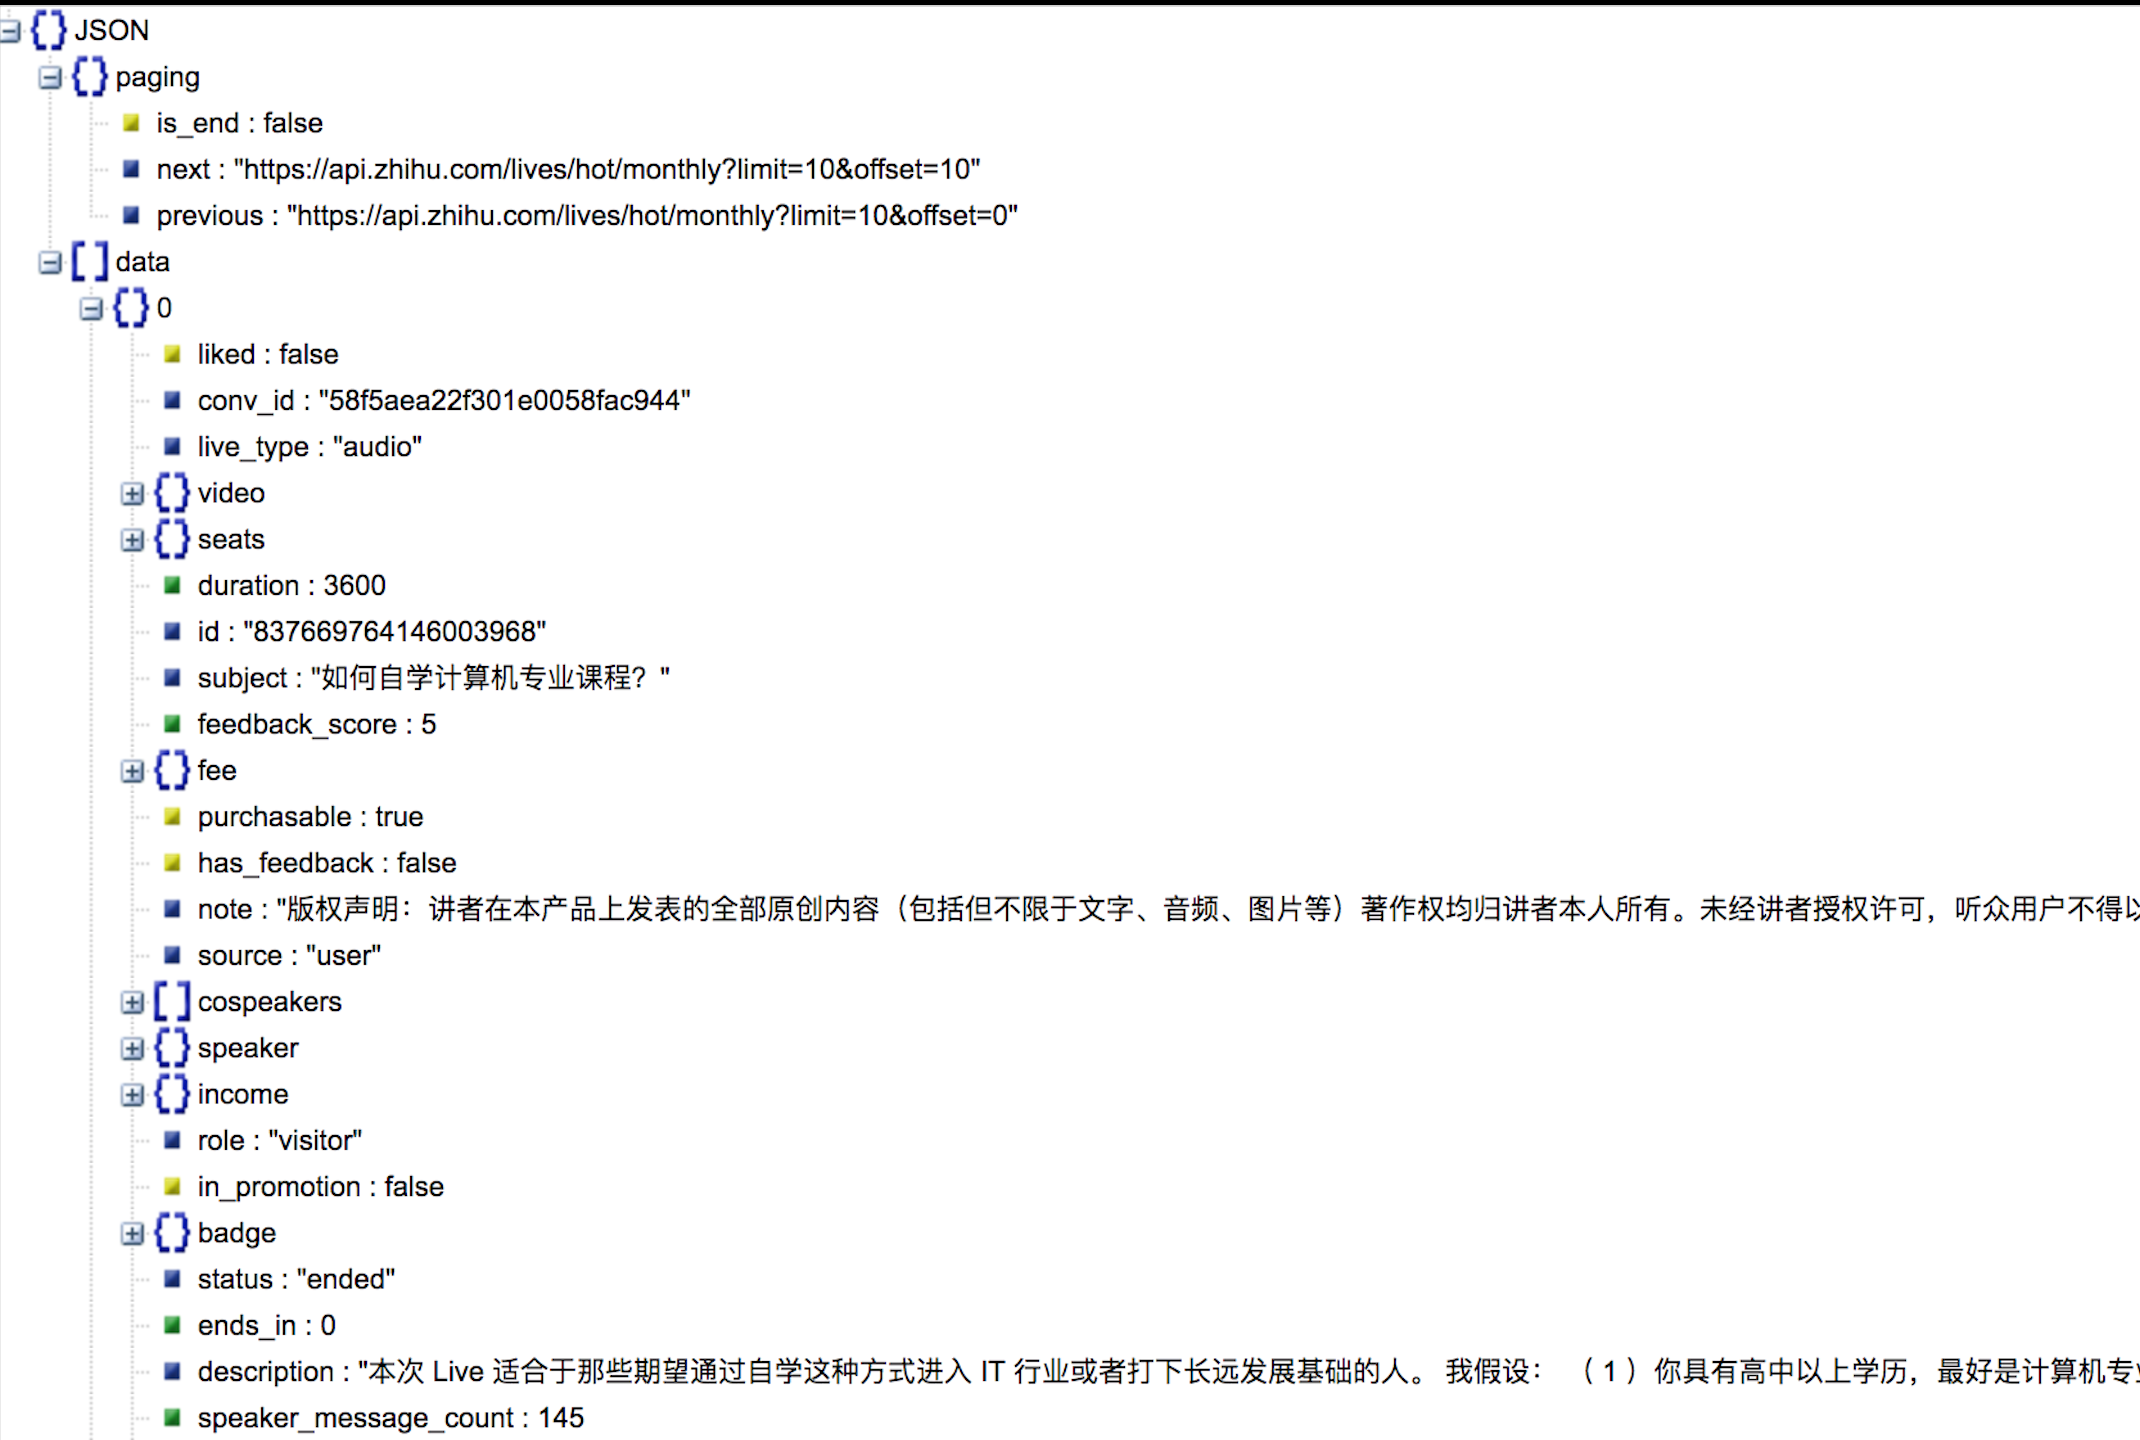 JSON
paging
is_end : false
next : "https://api.zhihu.com/lives/hot/monthly?limit=10&offset=10"
previous : "https://api.zhihu.com/lives/hot/monthly?limit=10&offset=0"
data
0
liked : false
conv_id : "58f5aea22f301e0058fac944"
live_type : "audio"
video
seats
duration : 3600
id : "837669764146003968"
subject : "如何自学计算机专业课程？"
feedback_score : 5
fee
purchasable : true
has_feedback : false
note : "版权声明：讲者在本产品上发表的全部原创内容（包括但不限于文字、音频、图片等）著作权均归讲者本人所有。未经讲者授权许可，听众用户不得以
source : "user"
cospeakers
speaker
income
role : "visitor"
in_promotion : false
badge
status : "ended"
ends_in : 0
description : "本次 Live 适合于那些期望通过自学这种方式进入 IT 行业或者打下长远发展基础的人。 我假设： （ 1 ）你具有高中以上学历，最好是计算机专业
speaker_message_count : 145